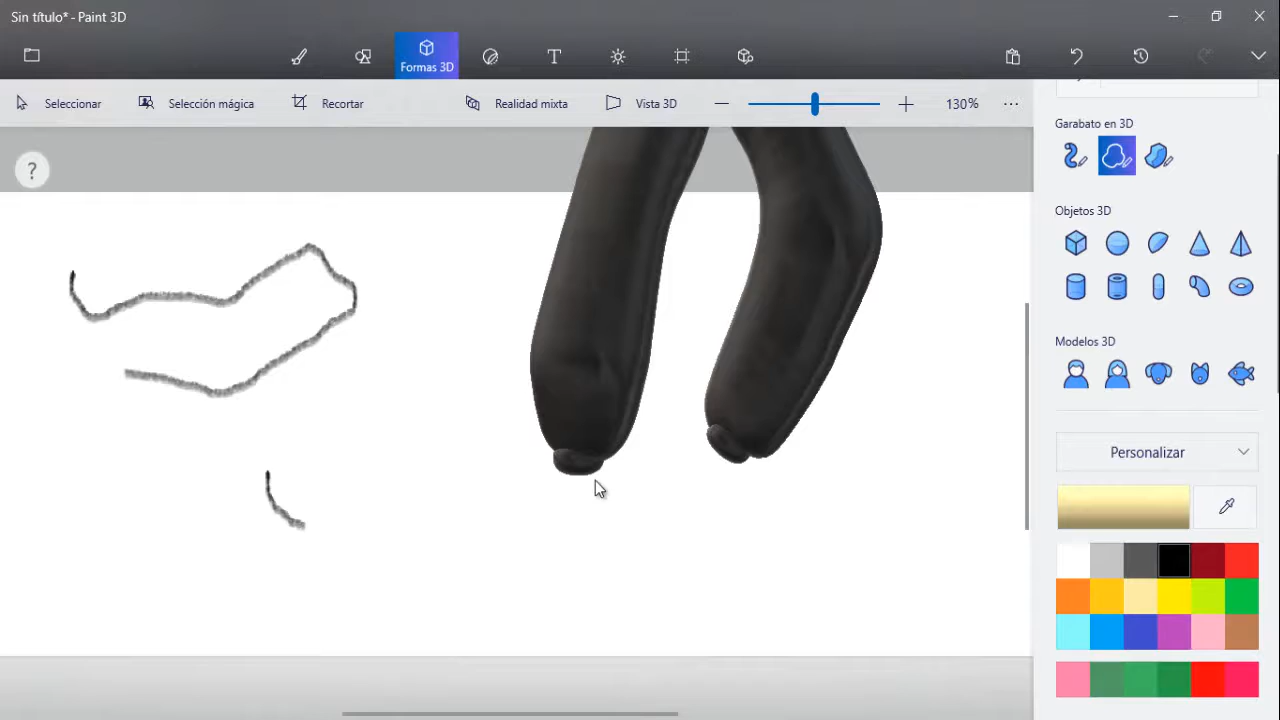 Sin título* - Paint 3D
Formas 3D
Seleccionar Selección mágica Recortar Realidad mixta Vista 3D 130%
?
Garabato en 3D
Objetos 3D
Modelos 3D
Personalizar